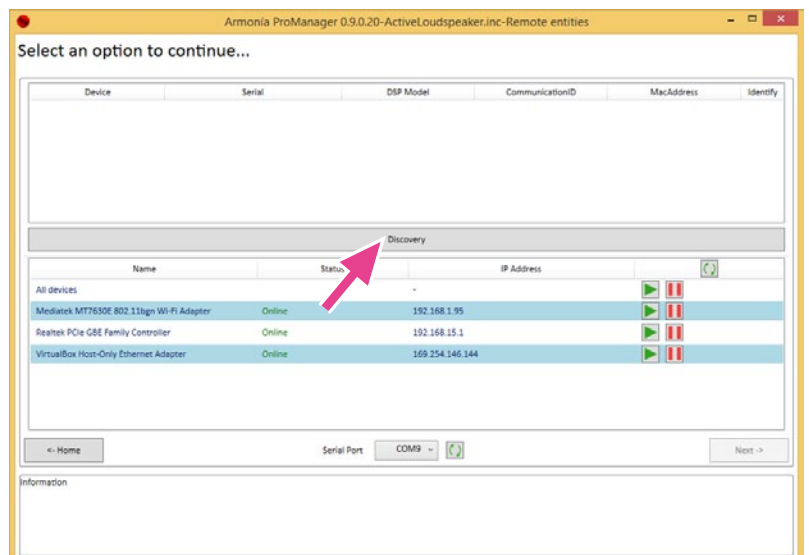 Armonía ProManager 0.9.0.20-ActiveLoudspeaker.inc-Remote entities
Select an option to continue...
Device Serial DSP Model CommunicationID MacAddress Identify
Discovery
Name Status IP Address
All devices -
Mediatek MT7630E 802.11bgn Wi-Fi Adapter Online 192.168.1.95
Realtek PCIe GBE Family Controller Online 192.168.15.1
VirtualBox Host-Only Ethernet Adapter Online 169.254.146.144
<- Home Serial Port COM9 Next ->
Information